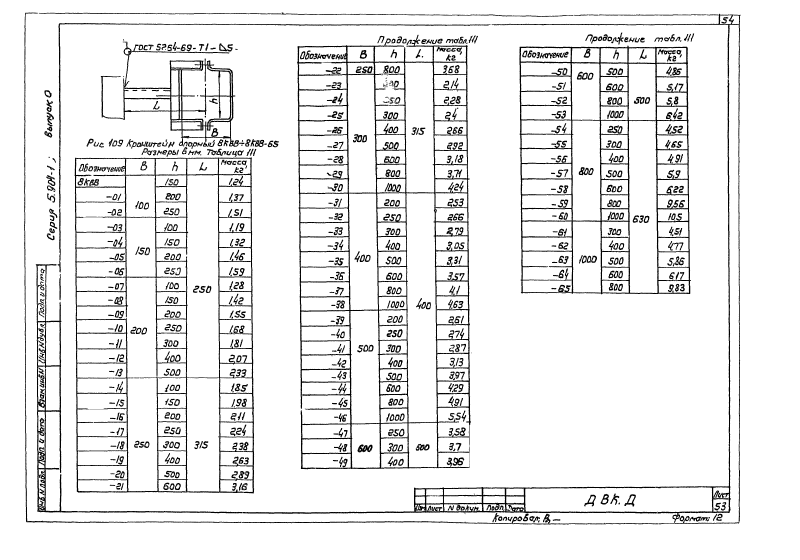 54
Серия 5.904-1; выпуск 0
ГОСТ 5254-69-Т1-
L
h
B
Рис 109 Кронштейн опорный 8КВВ÷8КВВ-65
Размеры в мм. Таблица III
Обозначение B h L Масса, кг
8КВВ 100 150 250 1,24
-01 200 1,37
-02 250 1,51
-03 150 100 1,19
-04 150 1,32
-05 200 1,46
-06 250 1,59
-07 200 100 1,28
-08 150 1,42
-09 200 1,55
-10 250 1,68
-11 300 1,81
-12 400 2,07
-13 500 2,33
-14 250 100 315 1,85
-15 150 1,98
-16 200 2,11
-17 250 2,24
-18 300 2,38
-19 400 2,63
-20 500 2,89
-21 600 3,16
Продолжение табл. III
Обозначение B h L. Масса кг
-22 250 800 315 3,68
-23 300 2,14
-24 2,28
-25 300 2,4
-26 400 2,66
-27 500 2,92
-28 600 3,18
-29 800 3,71
-30 1000 4,24
-31 400 200 400 2,53
-32 250 2,66
-33 300 2,79
-34 400 3,05
-35 500 3,31
-36 600 3,57
-37 800 4,1
-38 1000 4,63
-39 500 200 2,61
-40 250 2,74
-41 300 2,87
-42 400 3,13
-43 500 3,97
-44 600 4,29
-45 800 4,91
-46 1000 5,54
-47 600 250 500 3,58
-48 300 3,7
-49 400 3,96
Продолжение табл. III
Обозначение B h L Масса, кг
-50 600 500 500 4,86
-51 600 5,17
-52 800 5,8
-53 1000 6,42
-54 800 250 630 4,52
-55 300 4,65
-56 400 4,91
-57 500 5,9
-58 600 6,22
-59 800 9,56
-60 1000 10,5
-61 1000 300 4,51
-62 400 4,77
-63 500 5,86
-64 600 6,17
-65 800 9,83
Инв.N подл. Подп. и дата Взам.инв.N Инв.N дубл. Подп. и дата
Изм Лист N докум. Подп. Дата
Д ВК. Д
Лист
53
Копировал В,—
Формат: 12